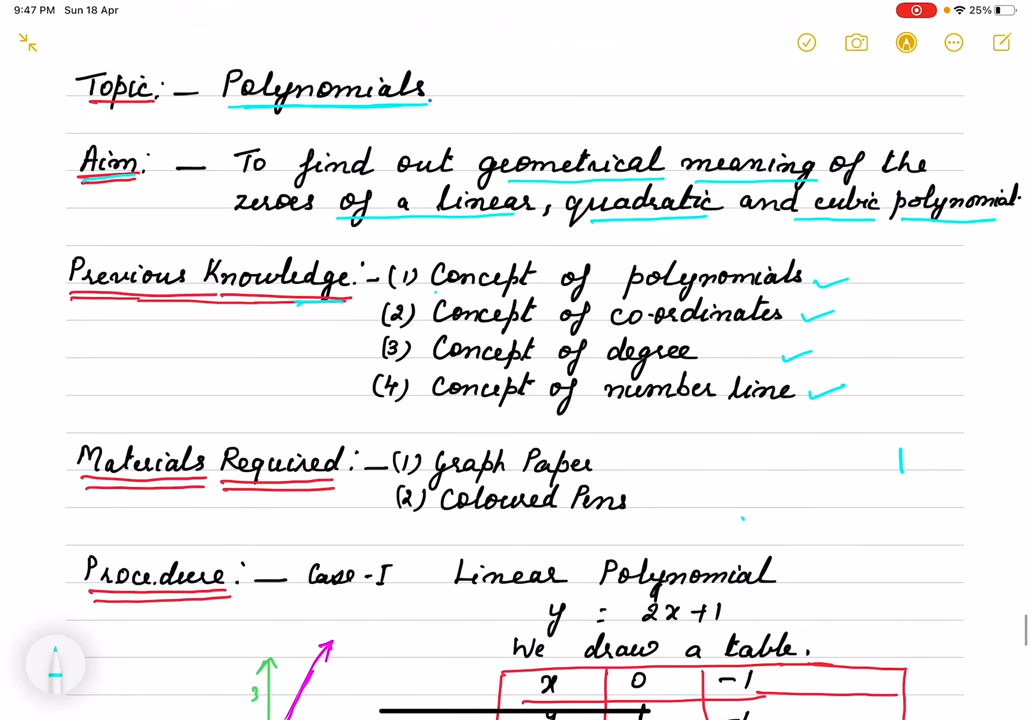 9:47 PM Sun 18 Apr
25%
Topic:- Polynomials.
Aim:- To find out geometrical meaning of the
zeroes of a linear, quadratic and cubic polynomial.
Previous Knowledge:-(1) Concept of polynomials
(2) Concept of co-ordinates
(3) Concept of degree
(4) Concept of number line
Materials Required:-(1) Graph Paper
(2) Coloured Pens
Procedure:- Case-I Linear Polynomial
y = 2x+1
We draw a table.
3
x 0 -1